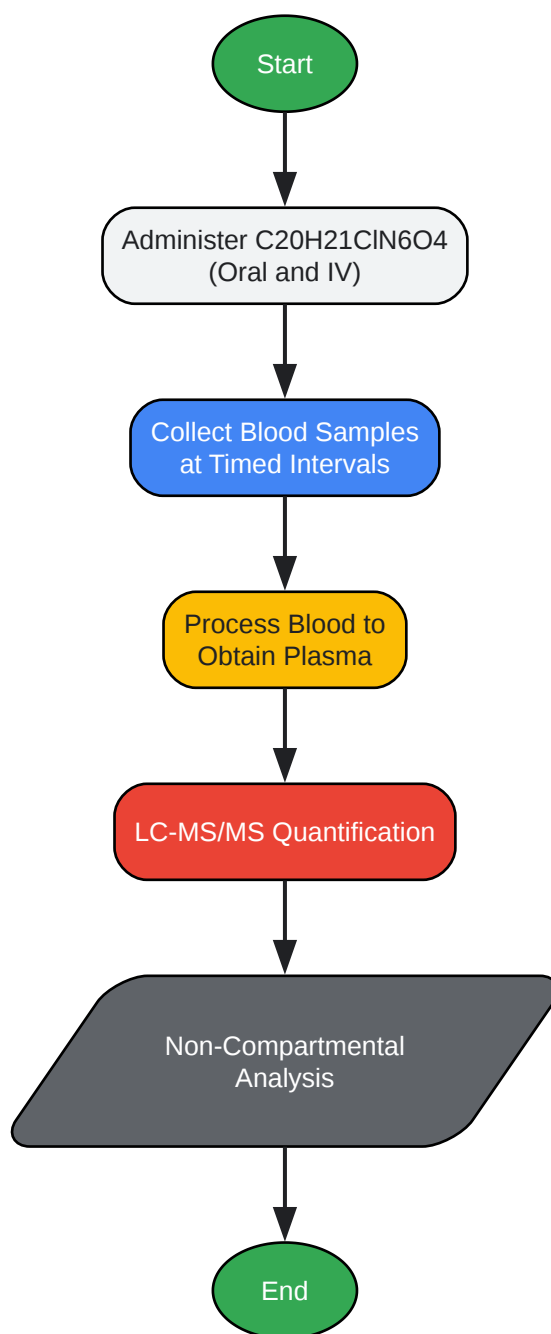 Start
Administer C20H21ClN6O4
(Oral and IV)
Collect Blood Samples
at Timed Intervals
Process Blood to
Obtain Plasma
LC-MS/MS Quantification
Non-Compartmental
Analysis
End